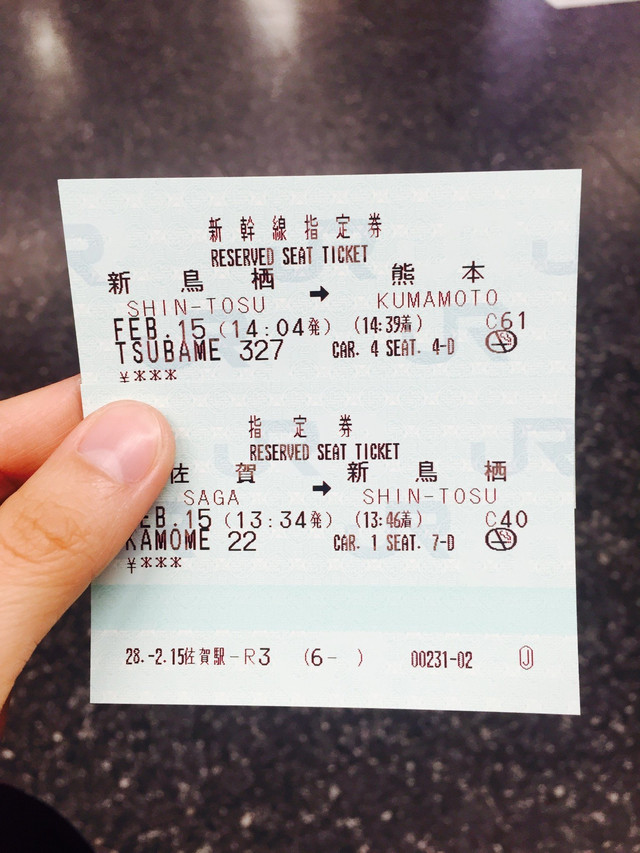 新幹線指定券
RESERVED SEAT TICKET
新鳥栖 ➡ 熊本
SHIN-TOSU KUMAMOTO
FEB.15 (14:04発) (14:39着) C61
TSUBAME 327 CAR. 4 SEAT. 4-D
¥***
指定券
RESERVED SEAT TICKET
佐賀 ➡ 新鳥栖
SAGA SHIN-TOSU
EB.15 (13:34発) (13:46着) C40
KAMOME 22 CAR. 1 SEAT. 7-D
¥***
28.-2.15佐賀駅-R3 (6- ) 00231-02 J